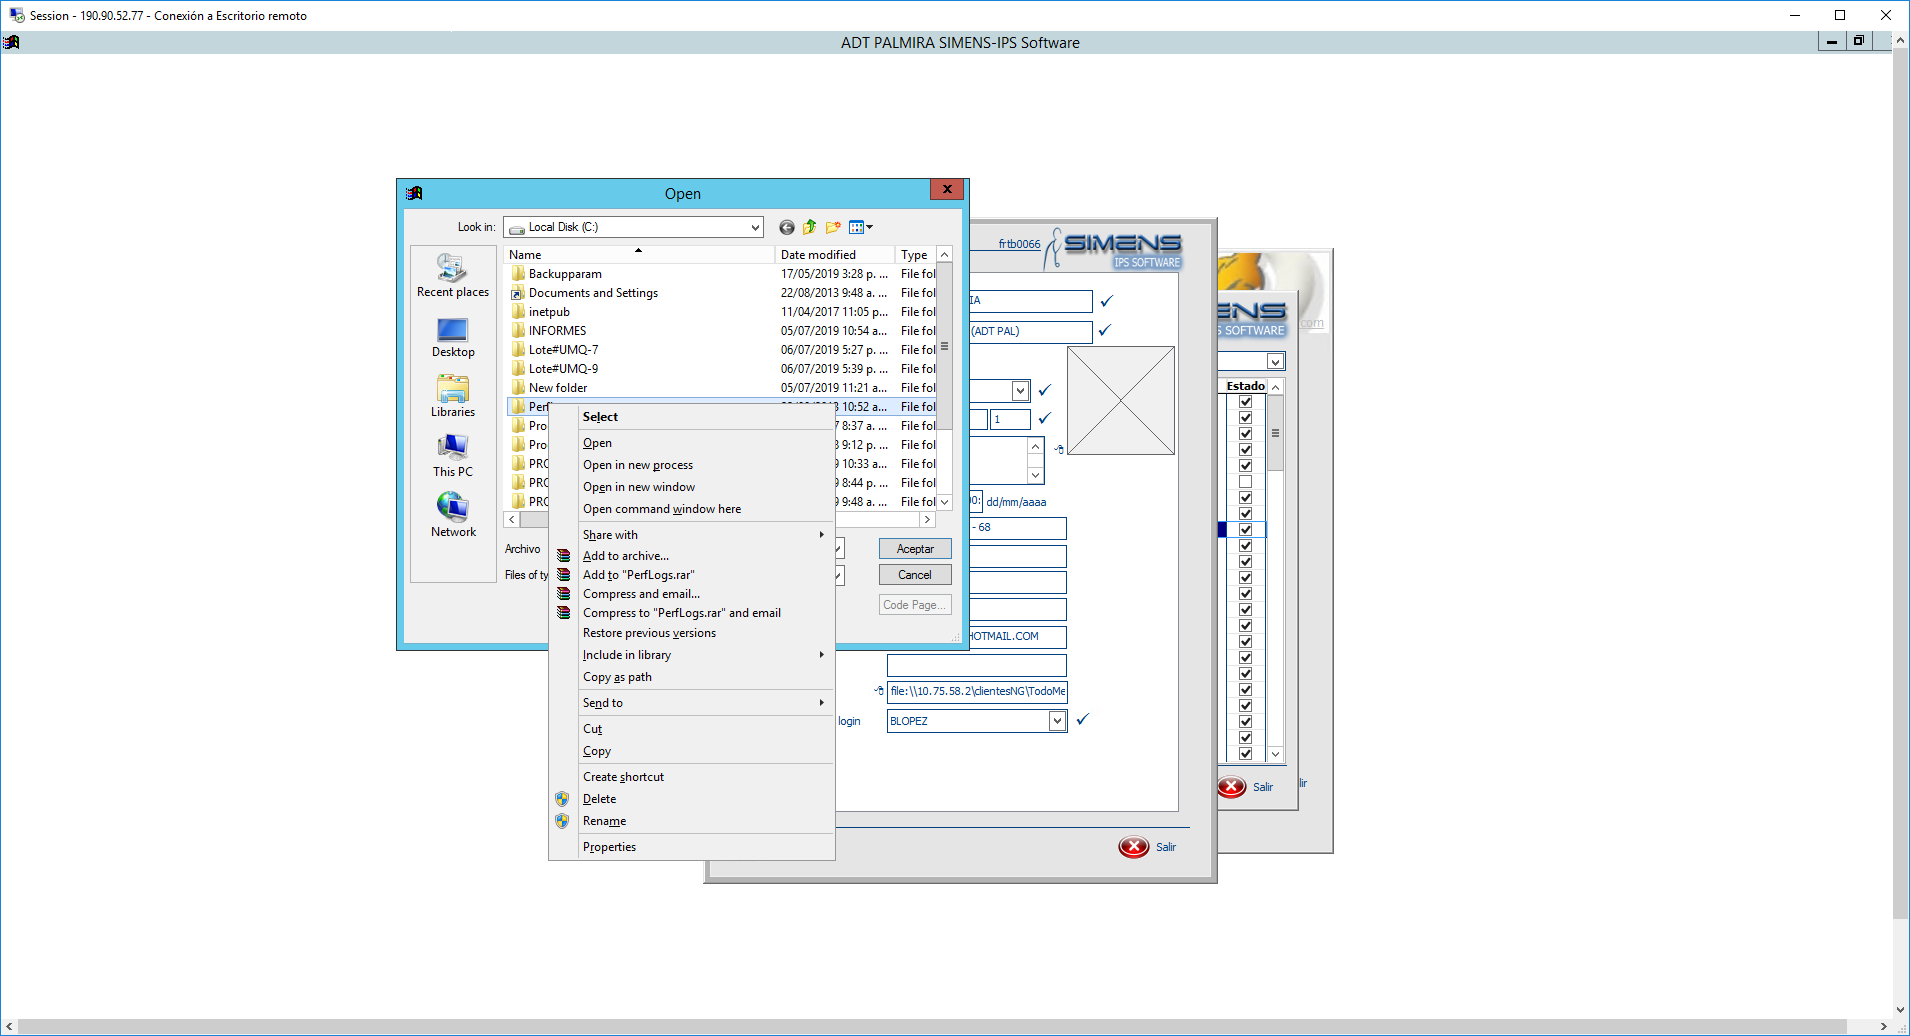 Session - 190.90.52.77 - Conexión a Escritorio remoto
ADT PALMIRA SIMENS-IPS Software
Open
Look in:
Local Disk (C:)
Recent places
Desktop
Libraries
This PC
Network
Name Date modified Type
Backupparam 17/05/2019 3:28 p. ... File fol
Documents and Settings 22/08/2013 9:48 a. ... File fol
inetpub 11/04/2017 11:05 p... File fol
INFORMES 05/07/2019 10:54 a... File fol
Lote#UMQ-7 06/07/2019 5:27 p. ... File fol
Lote#UMQ-9 06/07/2019 5:39 p. ... File fol
New folder 05/07/2019 11:21 a... File fol
Perf 10:52 a... File fol
Pro 7 8:37 a. ... File fol
Pro 8 9:12 p. ... File fol
PRO 9 10:33 a... File fol
PRO 9 8:44 p. ... File fol
PRO 9 9:48 a. ... File fol
Archivo
Files of ty
Aceptar
Cancel
Code Page...
Select
Open
Open in new process
Open in new window
Open command window here
Share with
Add to archive...
Add to "PerfLogs.rar"
Compress and email...
Compress to "PerfLogs.rar" and email
Restore previous versions
Include in library
Copy as path
Send to
Cut
Copy
Create shortcut
Delete
Rename
Properties
frtb0066
SIMENS
IPS SOFTWARE
IA
(ADT PAL)
1
00: dd/mm/aaaa
- 68
HOTMAIL.COM
file:\\10.75.58.2\clientesNG\TodoMe
login BLOPEZ
Salir
ENS
S SOFTWARE
com
Estado
Salir
lir